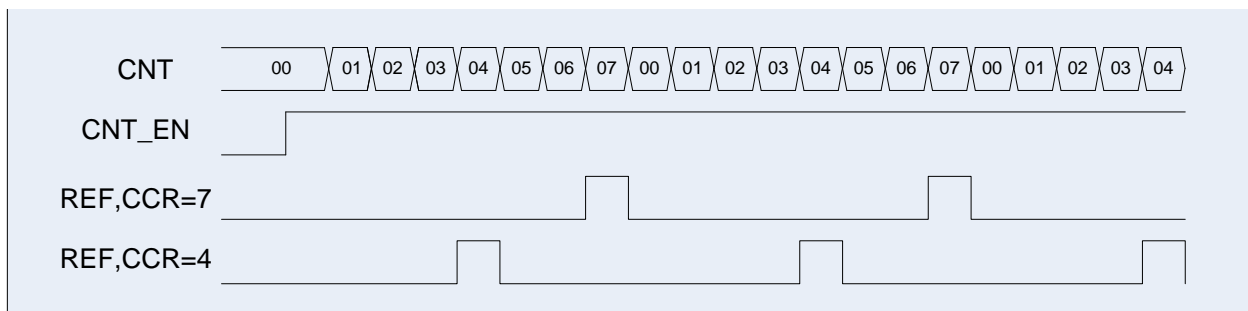 CNT 00 01 02 03 04 05 06 07 00 01 02 03 04 05 06 07 00 01 02 03 04
CNT_EN
REF,CCR=7
REF,CCR=4